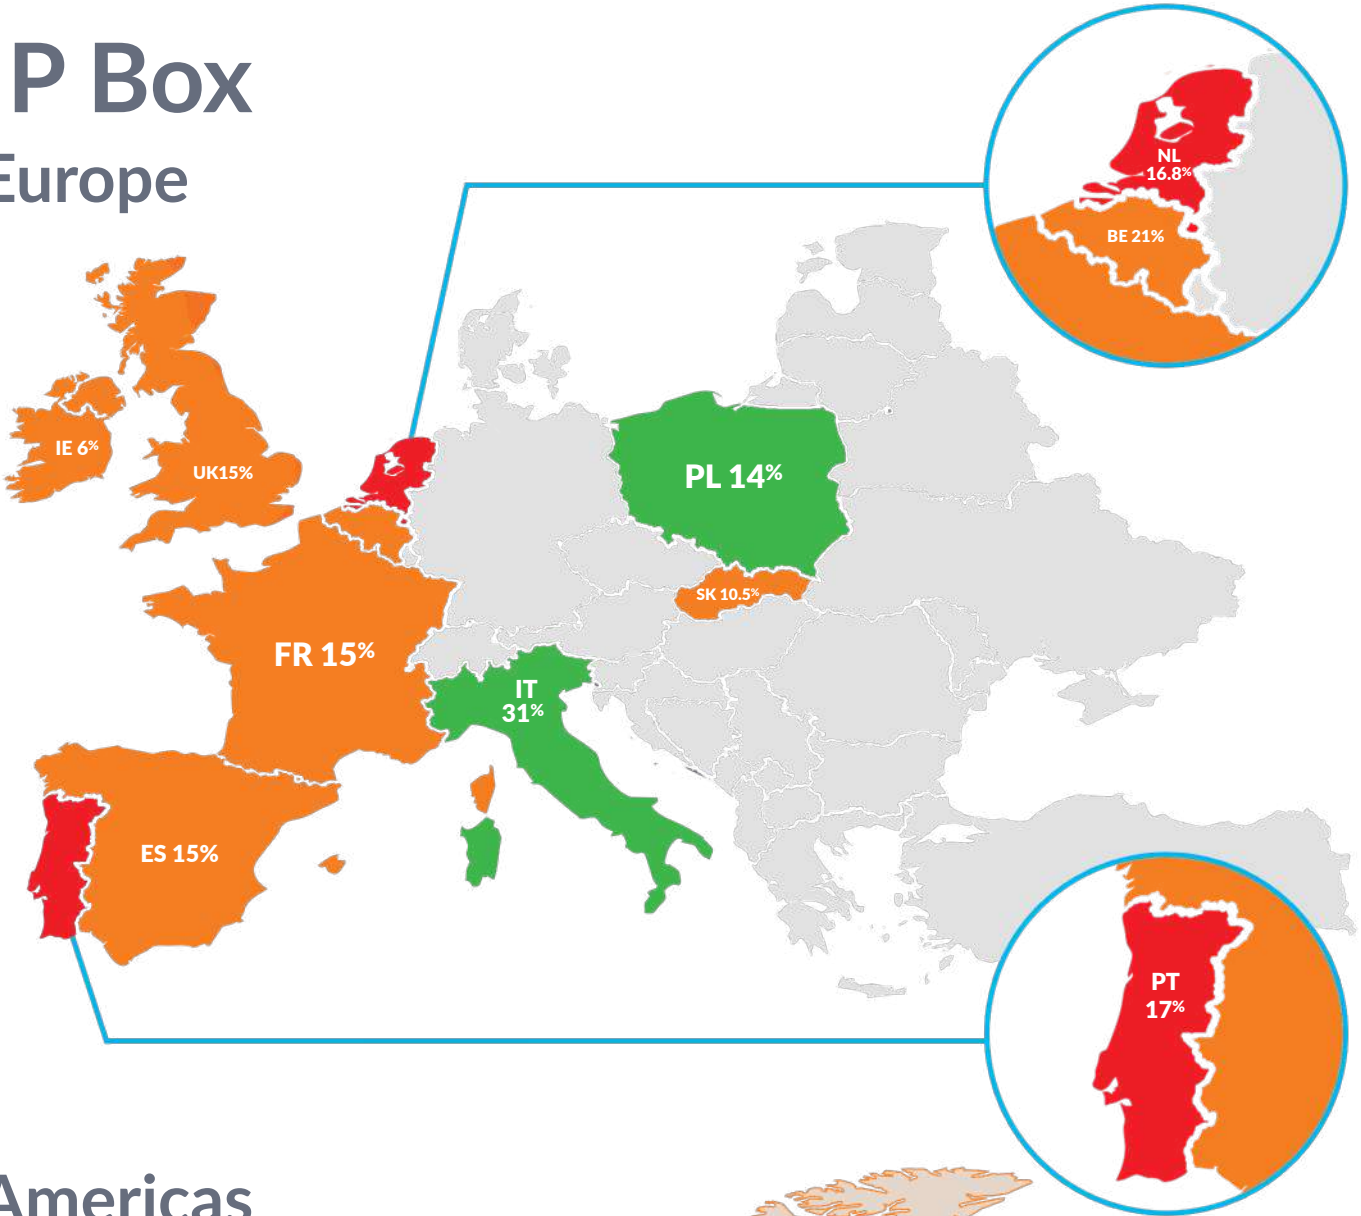 P Box
Europe
NL
16.8%
BE 21%
IE 6%
UK15%
PL 14%
SK 10.5%
FR 15%
IT
31%
ES 15%
PT
17%
Americas